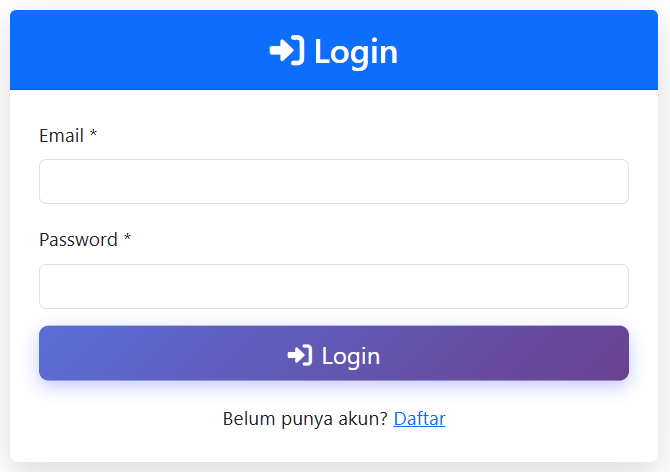 Login
Email *
Password *
Login
Belum punya akun? Daftar